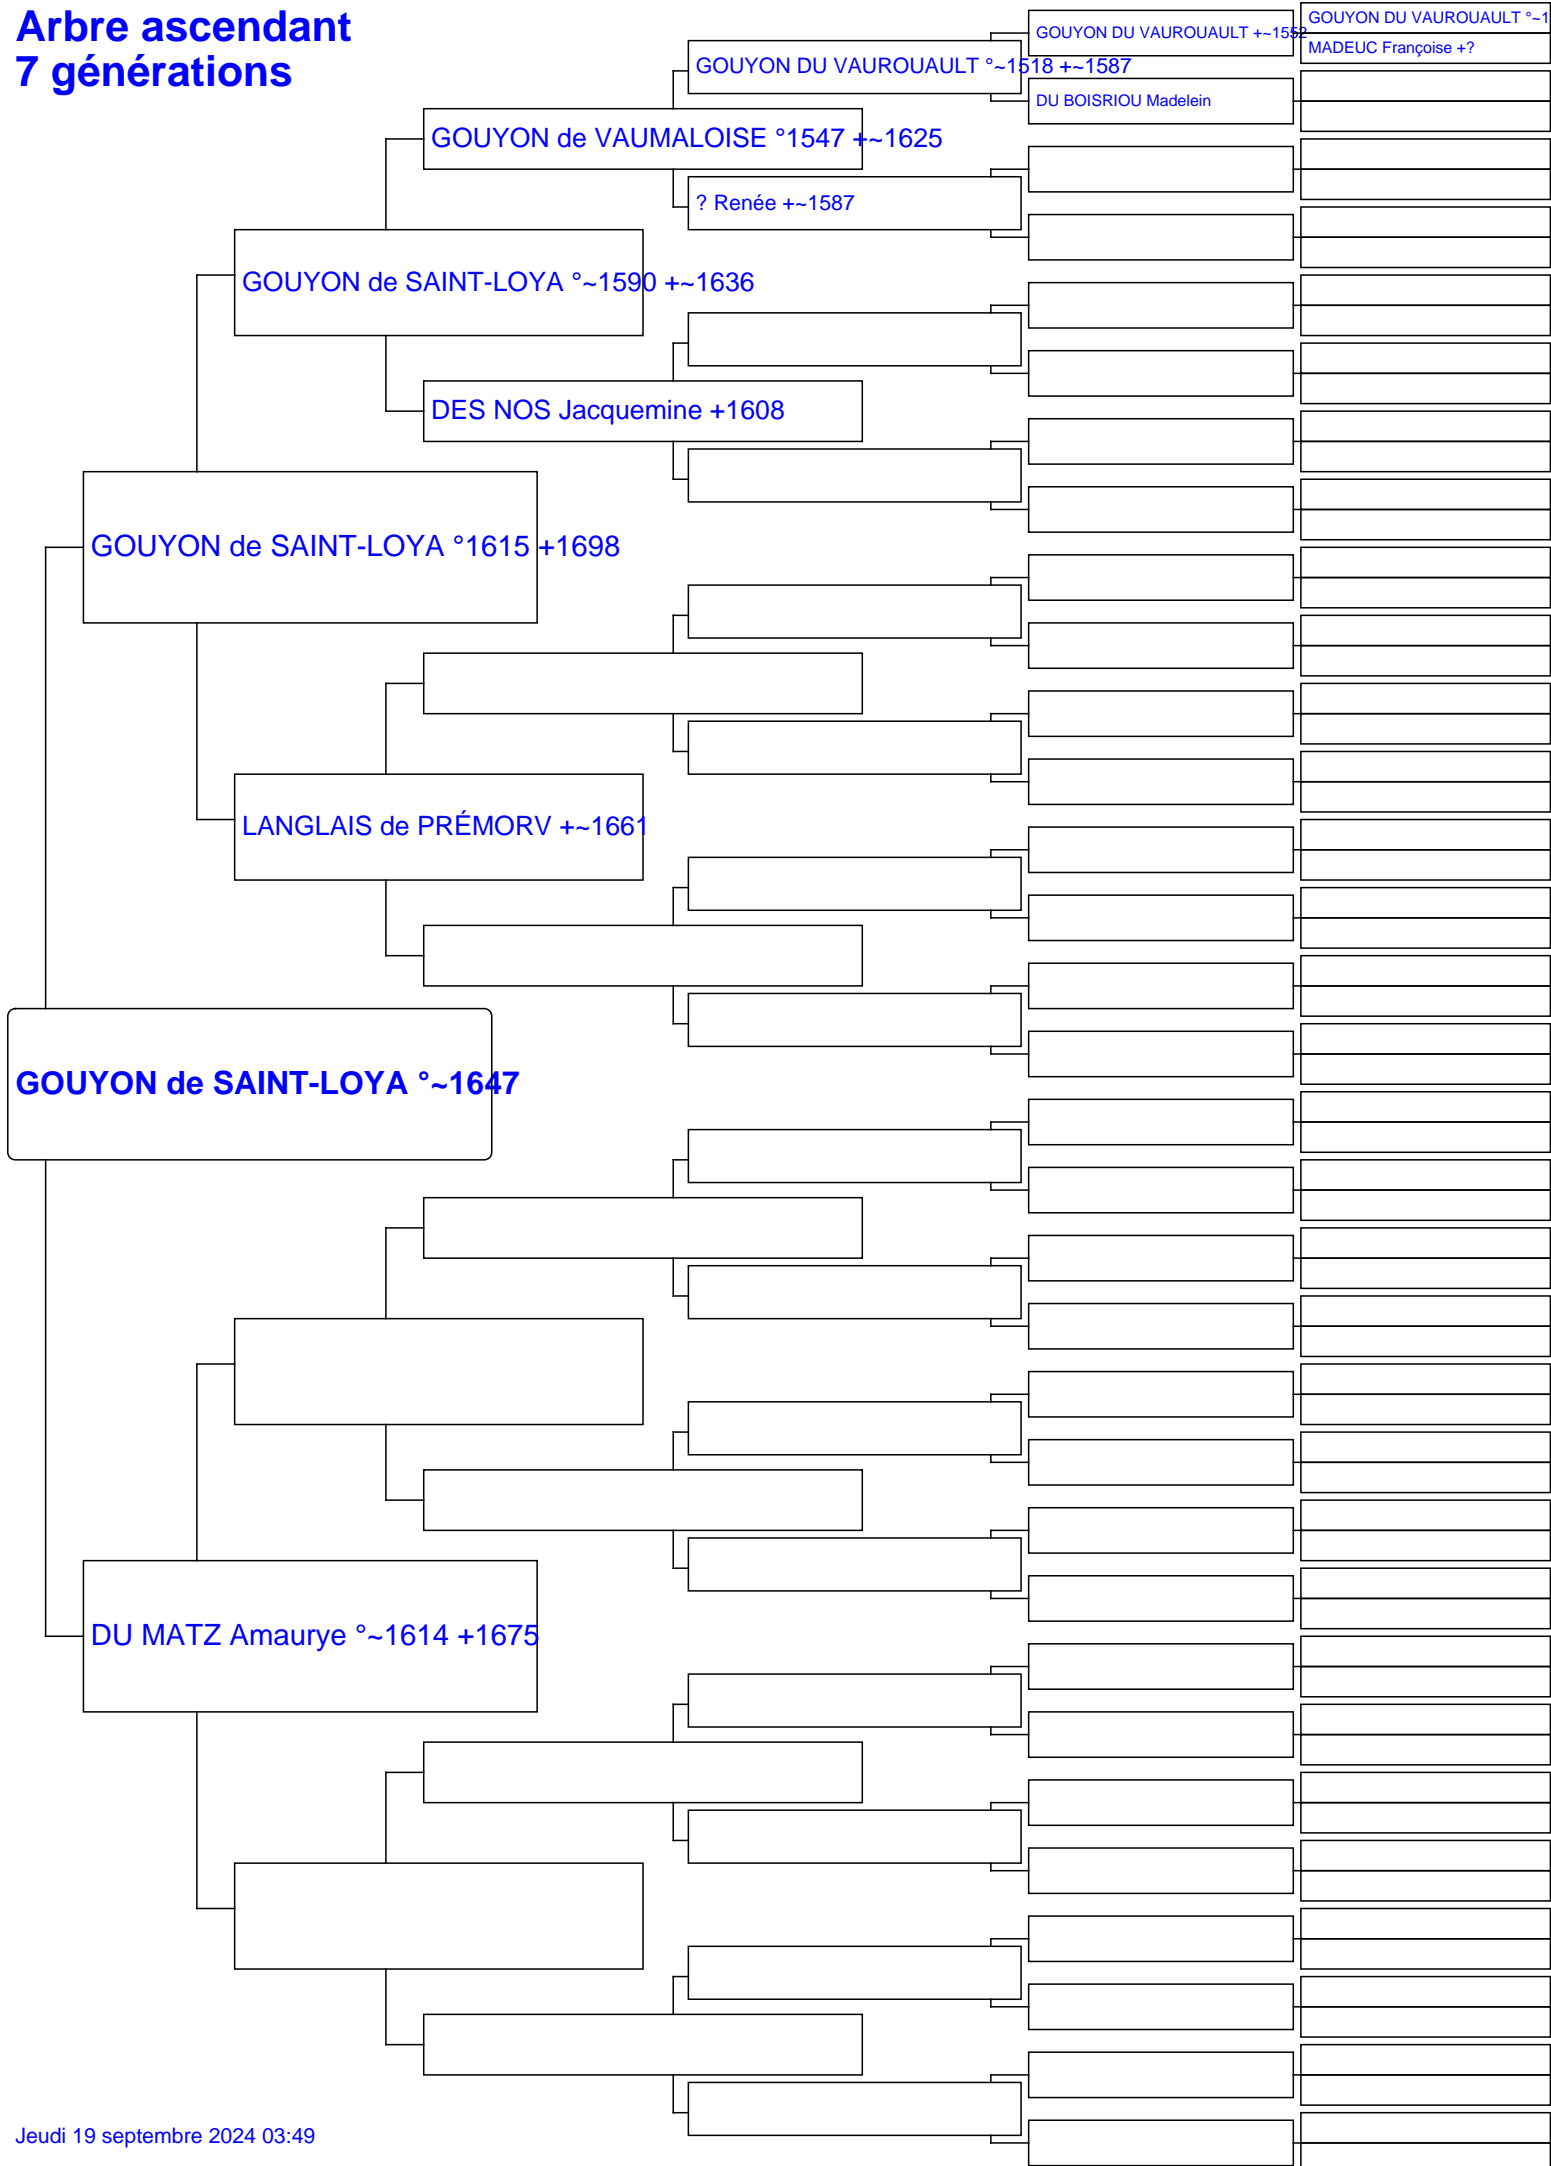 Arbre ascendant
7 générations
GOUYON DU VAUROUAULT °~1
MADEUC Françoise +?
GOUYON DU VAUROUAULT +~1552
DU BOISRIOU Madelein
GOUYON DU VAUROUAULT °~1518 +~1587
? Renée +~1587
GOUYON de VAUMALOISE °1547 +~1625
GOUYON de SAINT-LOYA °~1590 +~1636
DES NOS Jacquemine +1608
GOUYON de SAINT-LOYA °1615 +1698
LANGLAIS de PRÉMORV +~1661
GOUYON de SAINT-LOYA °~1647
DU MATZ Amaurye °~1614 +1675
Jeudi 19 septembre 2024 03:49